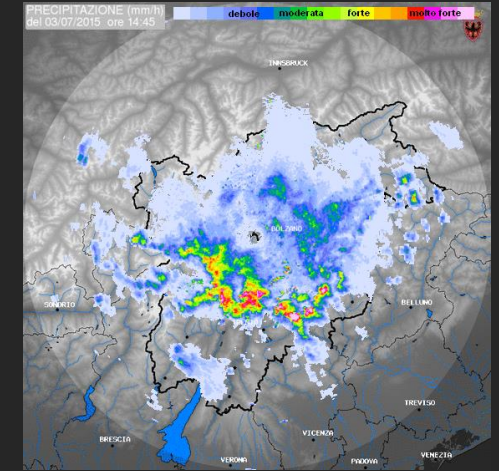 PRECIPITAZIONE (mm/h)
del 03/07/2015 ore 14:45
debole moderata forte molto forte
INNSBRUCK
BOLZANO
SONDRIO
BELLUNO
TREVISO
BRESCIA
VICENZA
VERONA
PADOVA
VENEZIA